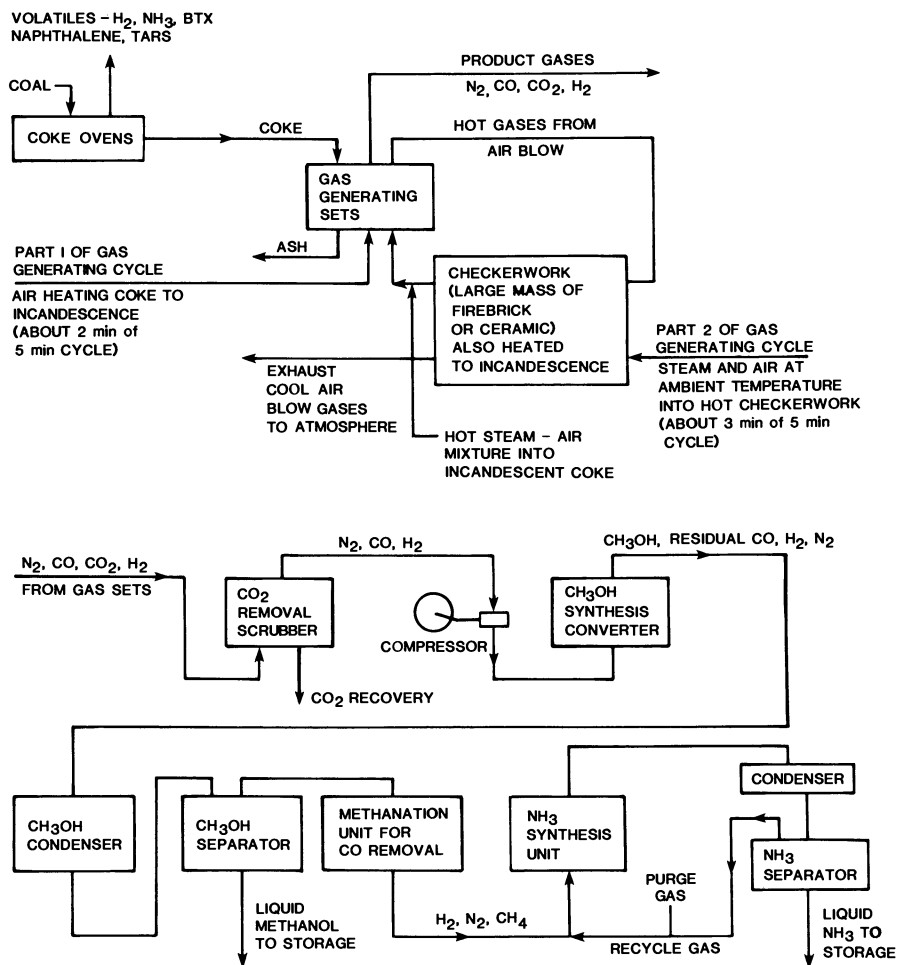 VOLATILES – H2, NH3, BTX
NAPHTHALENE, TARS
COAL
COKE OVENS
COKE
PRODUCT GASES
N2, CO, CO2, H2
HOT GASES FROM
AIR BLOW
GAS
GENERATING
SETS
ASH
PART I OF GAS
GENERATING CYCLE
AIR HEATING COKE TO
INCANDESCENCE
(ABOUT 2 min of
5 min CYCLE)
CHECKERWORK
(LARGE MASS OF
FIREBRICK
OR CERAMIC)
ALSO HEATED
TO INCANDESCENCE
PART 2 OF GAS
GENERATING CYCLE
STEAM AND AIR AT
AMBIENT TEMPERATURE
INTO HOT CHECKERWORK
(ABOUT 3 min of 5 min
CYCLE)
EXHAUST
COOL AIR
BLOW GASES
TO ATMOSPHERE
HOT STEAM – AIR
MIXTURE INTO
INCANDESCENT COKE
N2, CO, CO2, H2
FROM GAS SETS
CO2
REMOVAL
SCRUBBER
CO2 RECOVERY
N2, CO, H2
COMPRESSOR
CH3OH
SYNTHESIS
CONVERTER
CH3OH, RESIDUAL CO, H2, N2
CH3OH
CONDENSER
CH3OH
SEPARATOR
LIQUID
METHANOL
TO STORAGE
METHANATION
UNIT FOR
CO REMOVAL
H2, N2, CH4
NH3
SYNTHESIS
UNIT
PURGE
GAS
RECYCLE GAS
CONDENSER
NH3
SEPARATOR
LIQUID
NH3 TO
STORAGE